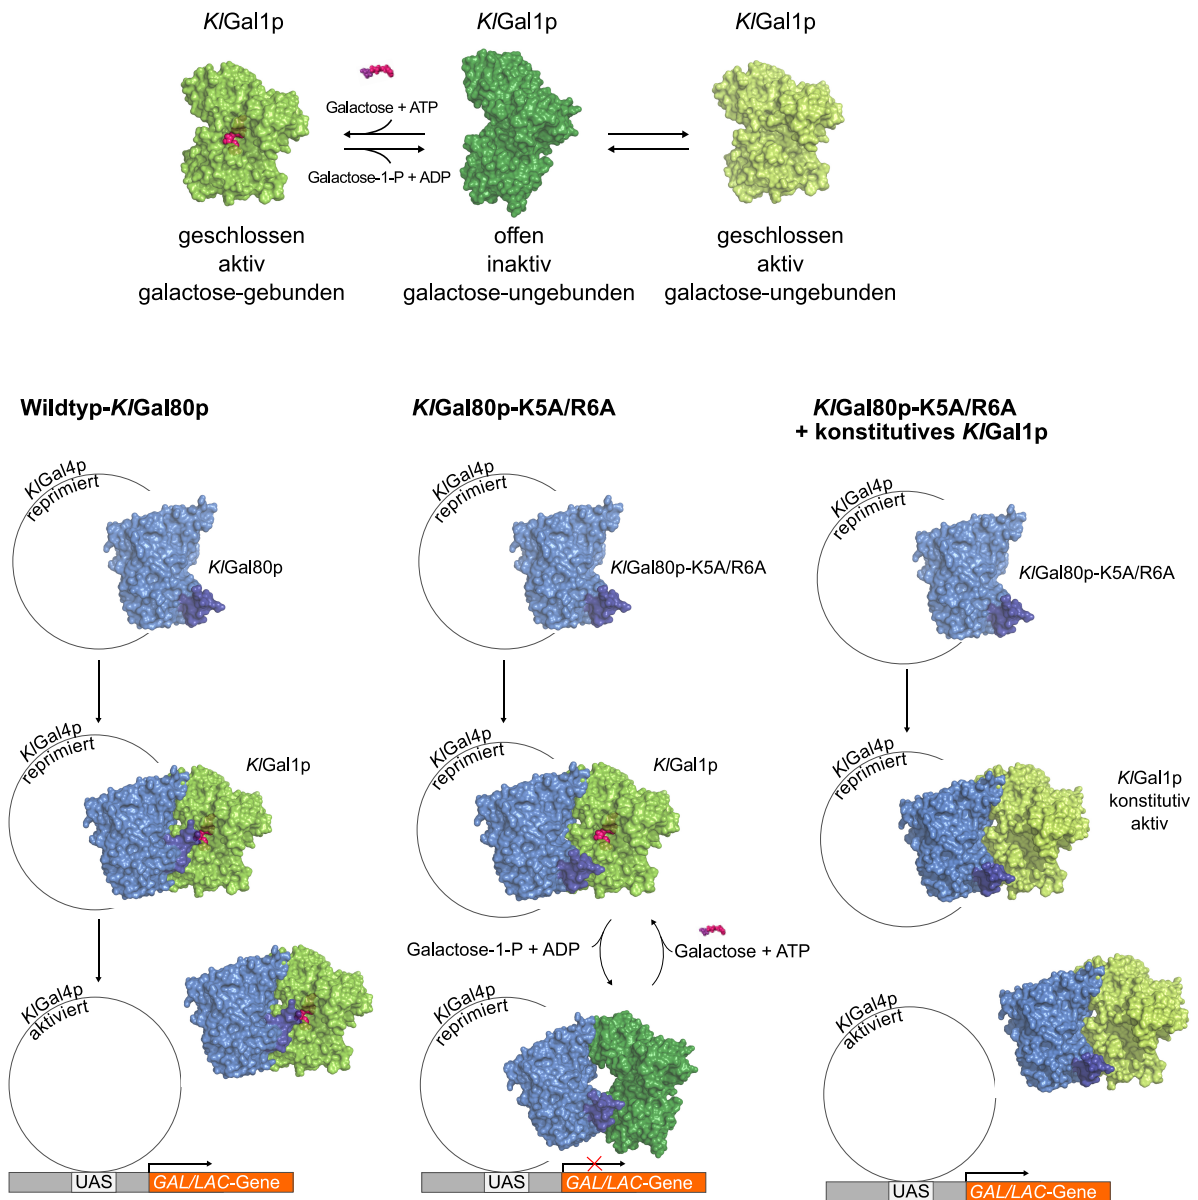 KlGal1p
KlGal1p
KlGal1p
Galactose + ATP
Galactose-1-P + ADP
geschlossen
aktiv
galactose-gebunden
offen
inaktiv
galactose-ungebunden
geschlossen
aktiv
galactose-ungebunden
Wildtyp-KlGal80p
KlGal80p-K5A/R6A
KlGal80p-K5A/R6A
+ konstitutives KlGal1p
KlGal4p
reprimiert
KlGal80p
KlGal4p
reprimiert
KlGal80p-K5A/R6A
KlGal4p
reprimiert
KlGal80p-K5A/R6A
KlGal4p
reprimiert
KlGal1p
KlGal4p
reprimiert
KlGal1p
KlGal4p
reprimiert
KlGal1p
konstitutiv
aktiv
Galactose-1-P + ADP
Galactose + ATP
KlGal4p
aktiviert
KlGal4p
reprimiert
KlGal4p
aktiviert
UAS
GAL/LAC-Gene
UAS
GAL/LAC-Gene
UAS
GAL/LAC-Gene